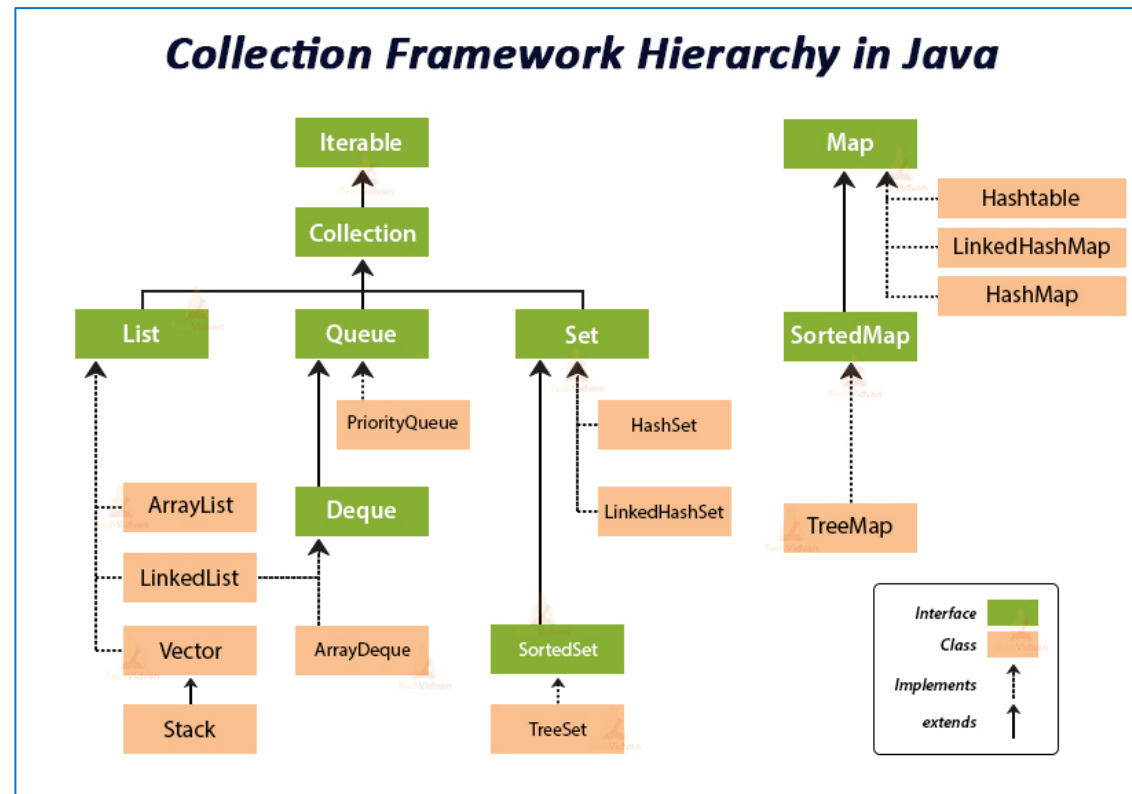 Collection Framework Hierarchy in Java
Iterable
Map
Hashtable
Collection
LinkedHashMap
HashMap
List
Queue
Set
SortedMap
PriorityQueue
HashSet
ArrayList
Deque
LinkedHashSet
TreeMap
LinkedList
Vector
ArrayDeque
SortedSet
Stack
TreeSet
Interface
Class
Implements
extends
TechVidvan